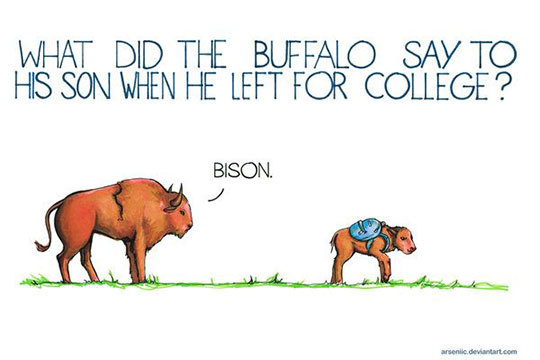 WHAT DID THE BUFFALO SAY TO
HIS SON WHEN HE LEFT FOR COLLEGE?
BISON.
arseniic.deviantart.com